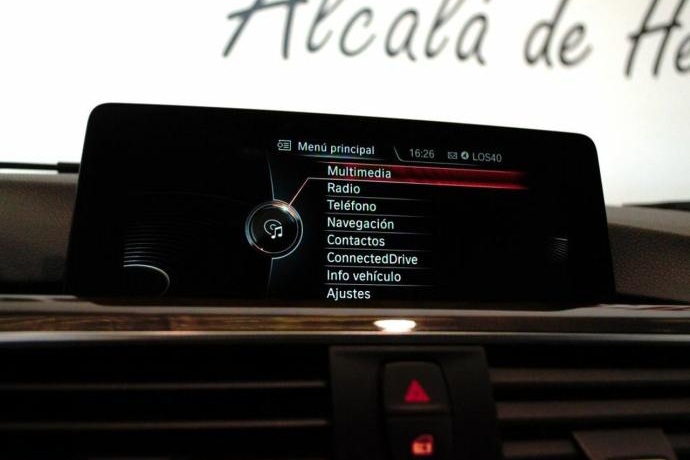 Alcalá de He
Menú principal
16:26
LOS40
Multimedia
Radio
Teléfono
Navegación
Contactos
ConnectedDrive
Info vehículo
Ajustes